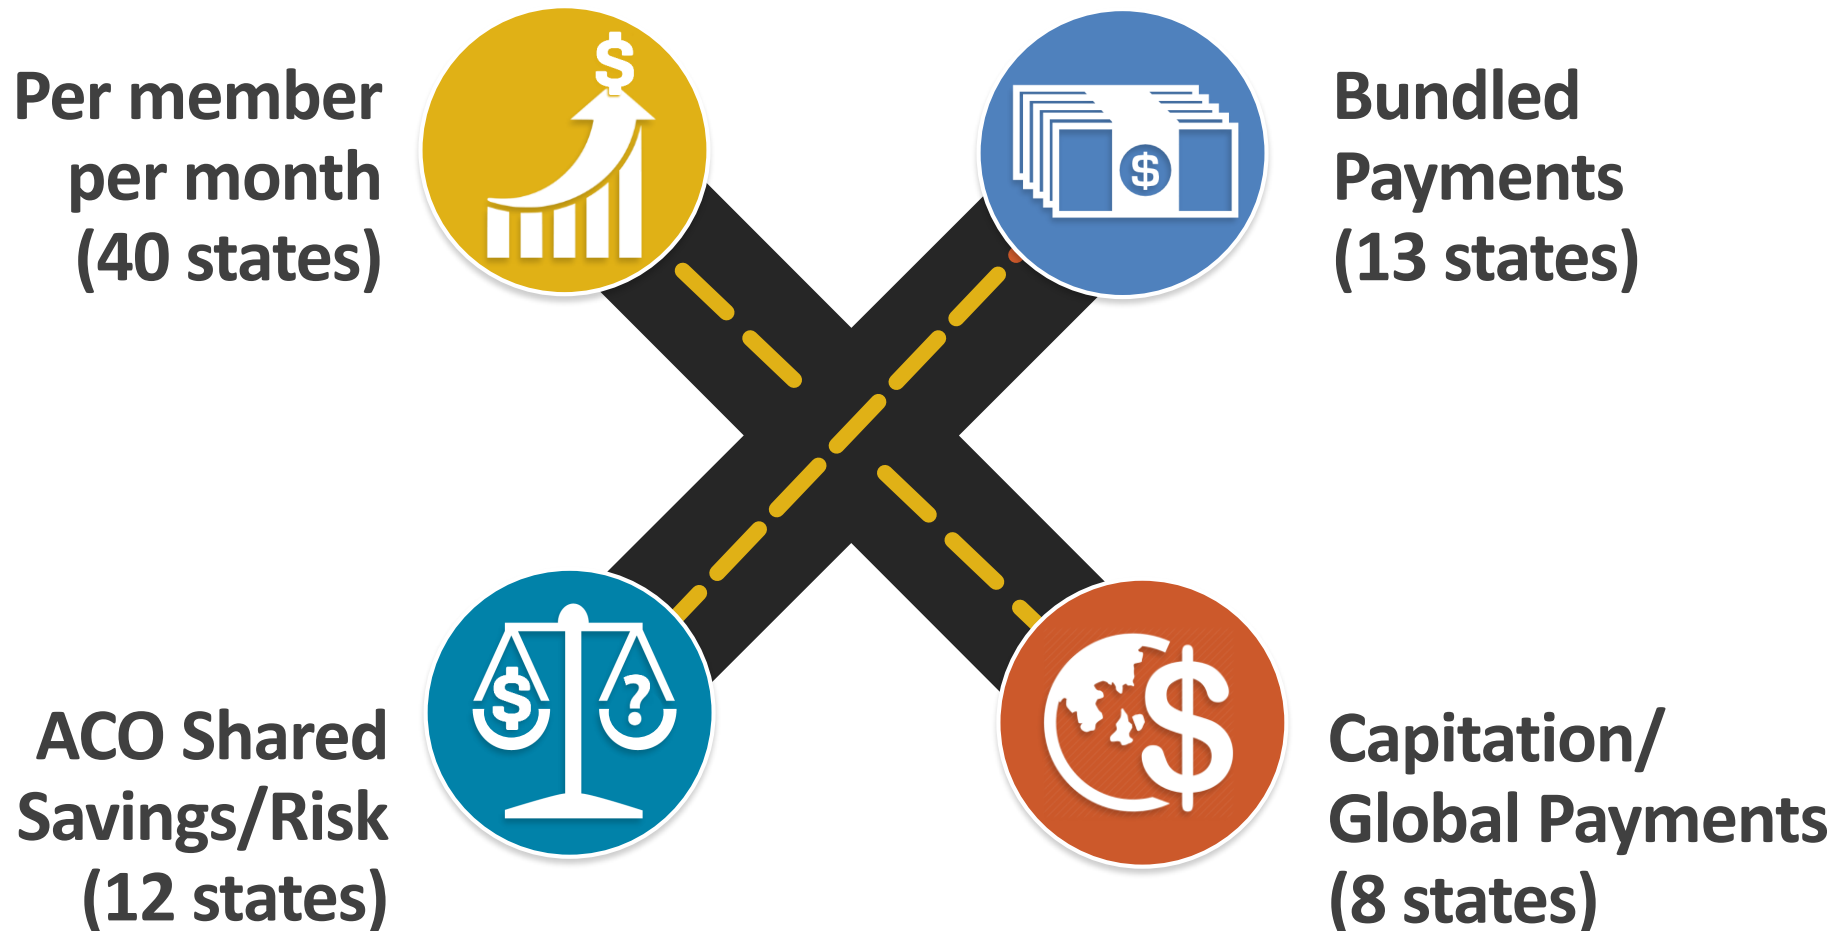 Per member
per month
(40 states)
$
$
Bundled
Payments
(13 states)
ACO Shared
Savings/Risk
(12 states)
$ ?
$
Capitation/
Global Payments
(8 states)